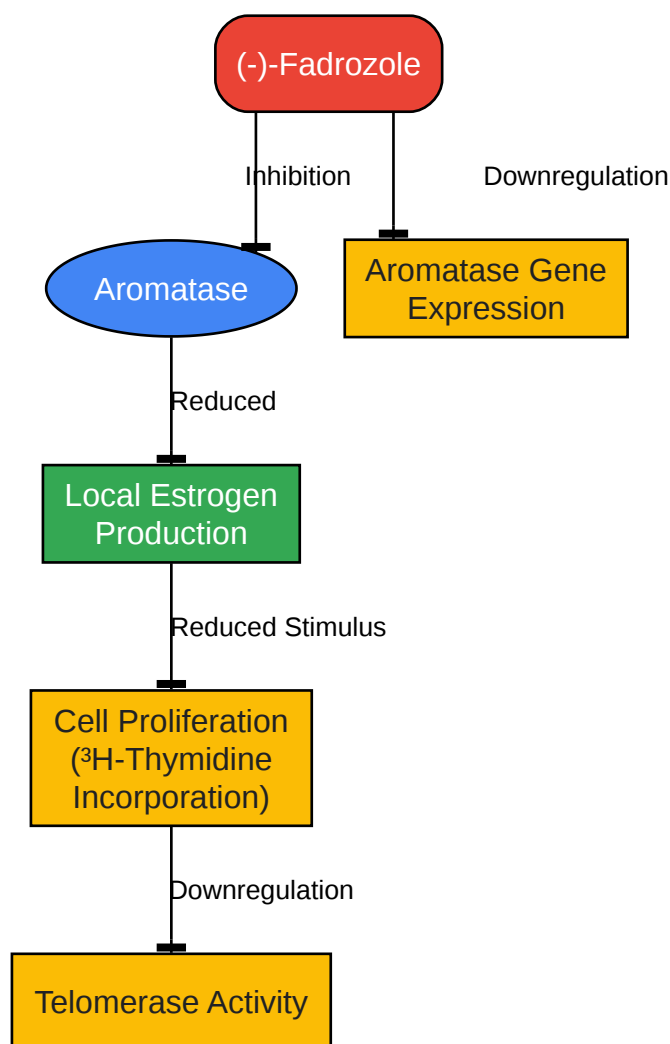 (-)-Fadrozole
Inhibition
Downregulation
Aromatase
Aromatase Gene
Expression
Reduced
Local Estrogen
Production
Reduced Stimulus
Cell Proliferation
(³H-Thymidine
Incorporation)
Downregulation
Telomerase Activity